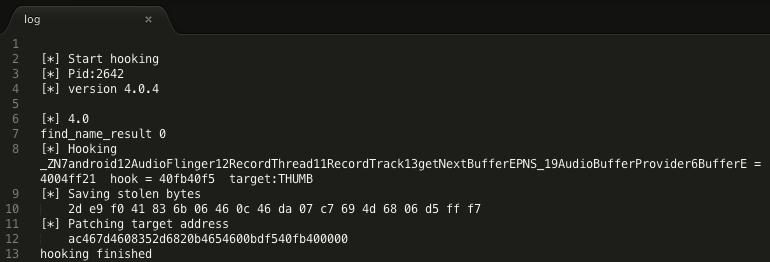 log ×
1
2 [*] Start hooking
3 [*] Pid:2642
4 [*] version 4.0.4
5
6 [*] 4.0
7 find_name_result 0
8 [*] Hooking
_ZN7android12AudioFlinger12RecordThread11RecordTrack13getNextBufferEPNS_19AudioBufferProvider6BufferE =
4004ff21 hook = 40fb40f5 target:THUMB
9 [*] Saving stolen bytes
10 2d e9 f0 41 83 6b 06 46 0c 46 da 07 c7 69 4d 68 06 d5 ff f7
11 [*] Patching target address
12 ac467d4608352d6820b4654600bdf540fb400000
13 hooking finished